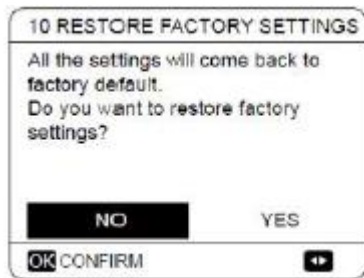 10 RESTORE FACTORY SETTINGS
All the settings will come back to
factory default.
Do you want to restore factory
settings?
NO YES
OK CONFIRM